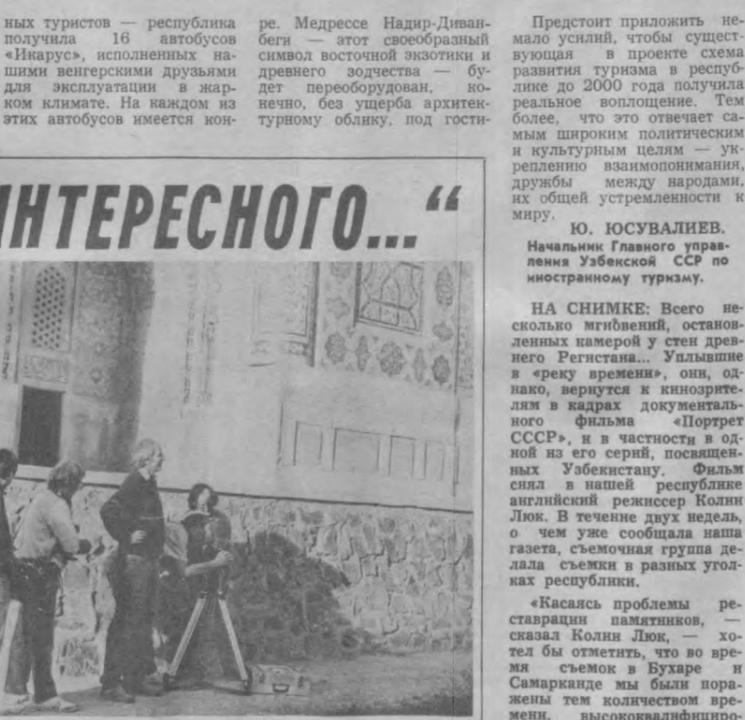 ных туристов — республика
получила 16 автобусов
«Икарус», исполненных на-
шими венгерскими друзьями
для эксплуатации в жар-
ком климате. На каждом из
этих автобусов имеется кон-
ре. Медрессе Надир-Диван-
беги — этот своеобразный
символ восточной экзотики и
древнего зодчества — бу-
дет переоборудован, ко-
нечно, без ущерба архитек-
турному облику, под гости-
НТЕРЕСНОГО..."
Предстоит приложить не-
мало усилий, чтобы сущест-
вующая в проекте схема
развития туризма в респуб-
лике до 2000 года получила
реальное воплощение. Тем
более, что это отвечает са-
мым широким политическим
и культурным целям — ук-
реплению взаимопонимания,
дружбы между народами,
их общей устремленности к
миру.
Ю. ЮСУВАЛИЕВ.
Начальник Главного управ-
ления Узбекской ССР по
иностранному туризму.
НА СНИМКЕ: Всего не-
сколько мгновений, останов-
ленных камерой у стен древ-
него Регистана... Уплывшие
в «реку времени», они, од-
нако, вернутся к кинозрите-
лям в кадрах документаль-
ного фильма «Портрет
СССР», и в частности в од-
ной из его серий, посвящен-
ных Узбекистану. Фильм
снял в нашей республике
английский режиссер Колин
Люк. В течение двух недель,
о чем уже сообщала наша
газета, съемочная группа де-
лала съемки в разных угол-
ках республики.
«Касаясь проблемы ре-
ставрации памятников, —
сказал Колин Люк, — хо-
тел бы отметить, что во вре-
мя съемок в Бухаре и
Самарканде мы были пора-
жены тем количеством вре-
мени, высококвалифициро-